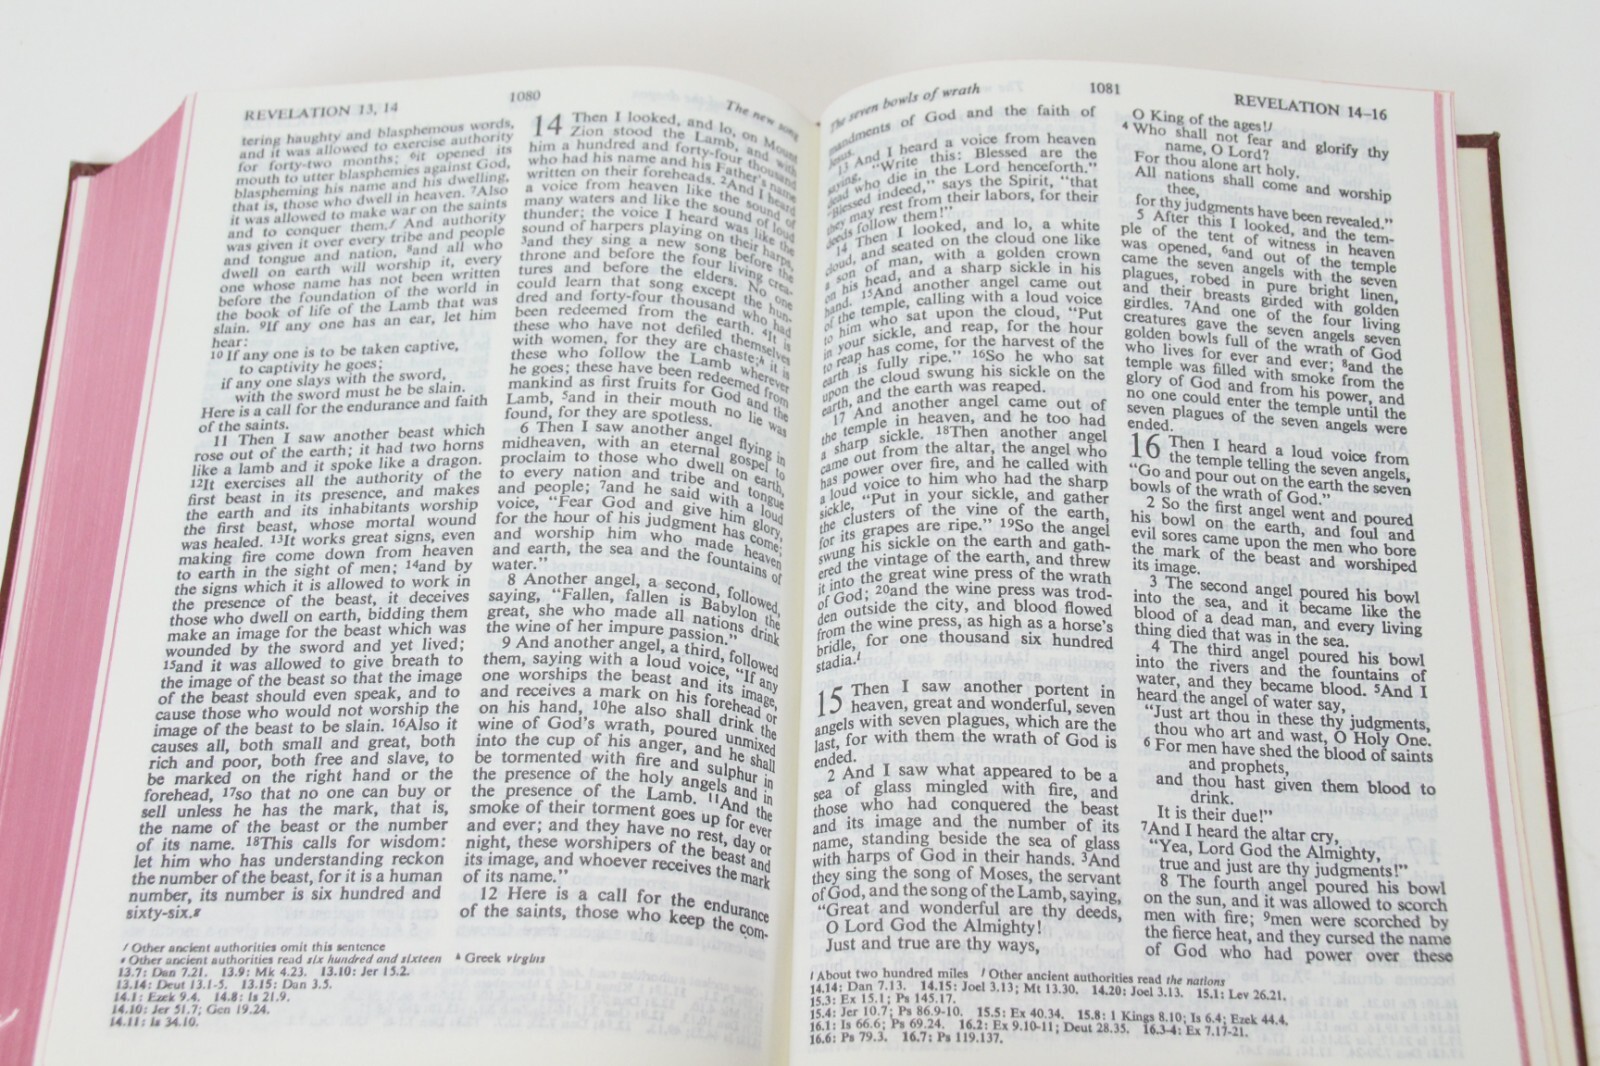 REVELATION 13, 14
1080
The new song
tering haughty and blasphemous words,
and it was allowed to exercise authority
for forty-two months; ⁶it opened its
mouth to utter blasphemies against God,
blaspheming his name and his dwelling,
that is, those who dwell in heaven. ⁷Also
it was allowed to make war on the saints
and to conquer them.ᶠ And authority
was given it over every tribe and people
and tongue and nation, ⁸and all who
dwell on earth will worship it, every
one whose name has not been written
before the foundation of the world in
the book of life of the Lamb that was
slain. ⁹If any one has an ear, let him
hear:
10 If any one is to be taken captive,
to captivity he goes;
if any one slays with the sword,
with the sword must he be slain.
Here is a call for the endurance and faith
of the saints.
11 Then I saw another beast which
rose out of the earth; it had two horns
like a lamb and it spoke like a dragon.
¹²It exercises all the authority of the
first beast in its presence, and makes
the earth and its inhabitants worship
the first beast, whose mortal wound
was healed. ¹³It works great signs, even
making fire come down from heaven
to earth in the sight of men; ¹⁴and by
the signs which it is allowed to work in
the presence of the beast, it deceives
those who dwell on earth, bidding them
make an image for the beast which was
wounded by the sword and yet lived;
¹⁵and it was allowed to give breath to
the image of the beast so that the image
of the beast should even speak, and to
cause those who would not worship the
image of the beast to be slain. ¹⁶Also it
causes all, both small and great, both
rich and poor, both free and slave, to
be marked on the right hand or the
forehead, ¹⁷so that no one can buy or
sell unless he has the mark, that is,
the name of the beast or the number
of its name. ¹⁸This calls for wisdom:
let him who has understanding reckon
the number of the beast, for it is a human
number, its number is six hundred and
sixty-six.ᵍ
14 Then I looked, and lo, on Mount
Zion stood the Lamb, and with
him a hundred and forty-four thousand
who had his name and his Father's name
written on their foreheads. ²And I heard
a voice from heaven like the sound of
many waters and like the sound of loud
thunder; the voice I heard was like the
sound of harpers playing on their harps,
³and they sing a new song before the
throne and before the four living crea-
tures and before the elders. No one
could learn that song except the hun-
dred and forty-four thousand who had
been redeemed from the earth. ⁴It is
these who have not defiled themselves
with women, for they are chaste;ʰ it is
these who follow the Lamb wherever
he goes; these have been redeemed from
mankind as first fruits for God and the
Lamb, ⁵and in their mouth no lie was
found, for they are spotless.
6 Then I saw another angel flying in
midheaven, with an eternal gospel to
proclaim to those who dwell on earth,
to every nation and tribe and tongue
and people; ⁷and he said with a loud
voice, "Fear God and give him glory,
for the hour of his judgment has come;
and worship him who made heaven
and earth, the sea and the fountains of
water."
8 Another angel, a second, followed,
saying, "Fallen, fallen is Babylon the
great, she who made all nations drink
the wine of her impure passion."
9 And another angel, a third, followed
them, saying with a loud voice, "If any
one worships the beast and its image,
and receives a mark on his forehead or
on his hand, ¹⁰he also shall drink the
wine of God's wrath, poured unmixed
into the cup of his anger, and he shall
be tormented with fire and sulphur in
the presence of the holy angels and in
the presence of the Lamb. ¹¹And the
smoke of their torment goes up for ever
and ever; and they have no rest, day or
night, these worshipers of the beast and
its image, and whoever receives the mark
of its name."
12 Here is a call for the endurance
of the saints, those who keep the com-
ᶠ Other ancient authorities omit this sentence
ᵍ Other ancient authorities read six hundred and sixteen ʰ Greek virgins
13.7: Dan 7.21. 13.9: Mk 4.23. 13.10: Jer 15.2.
13.14: Deut 13.1-5. 13.15: Dan 3.5.
14.1: Ezek 9.4. 14.8: Is 21.9.
14.10: Jer 51.7; Gen 19.24.
14.11: Is 34.10.
The seven bowls of wrath
1081
REVELATION 14-16
mandments of God and the faith of
Jesus.
13 And I heard a voice from heaven
saying, "Write this: Blessed are the
dead who die in the Lord henceforth."
"Blessed indeed," says the Spirit, "that
they may rest from their labors, for their
deeds follow them!"
14 Then I looked, and lo, a white
cloud, and seated on the cloud one like
a son of man, with a golden crown
on his head, and a sharp sickle in his
hand. ¹⁵And another angel came out
of the temple, calling with a loud voice
to him who sat upon the cloud, "Put
in your sickle, and reap, for the hour
to reap has come, for the harvest of the
earth is fully ripe." ¹⁶So he who sat
upon the cloud swung his sickle on the
earth, and the earth was reaped.
17 And another angel came out of
the temple in heaven, and he too had
a sharp sickle. ¹⁸Then another angel
came out from the altar, the angel who
has power over fire, and he called with
a loud voice to him who had the sharp
sickle, "Put in your sickle, and gather
the clusters of the vine of the earth,
for its grapes are ripe." ¹⁹So the angel
swung his sickle on the earth and gath-
ered the vintage of the earth, and threw
it into the great wine press of the wrath
of God; ²⁰and the wine press was trod-
den outside the city, and blood flowed
from the wine press, as high as a horse's
bridle, for one thousand six hundred
stadia.ⁱ
15 Then I saw another portent in
heaven, great and wonderful, seven
angels with seven plagues, which are the
last, for with them the wrath of God is
ended.
2 And I saw what appeared to be a
sea of glass mingled with fire, and
those who had conquered the beast
and its image and the number of its
name, standing beside the sea of glass
with harps of God in their hands. ³And
they sing the song of Moses, the servant
of God, and the song of the Lamb, saying,
"Great and wonderful are thy deeds,
O Lord God the Almighty!
Just and true are thy ways,
O King of the ages!ʲ
4 Who shall not fear and glorify thy
name, O Lord?
For thou alone art holy.
All nations shall come and worship
thee,
for thy judgments have been revealed."
5 After this I looked, and the tem-
ple of the tent of witness in heaven
was opened, ⁶and out of the temple
came the seven angels with the seven
plagues, robed in pure bright linen,
and their breasts girded with golden
girdles. ⁷And one of the four living
creatures gave the seven angels seven
golden bowls full of the wrath of God
who lives for ever and ever; ⁸and the
temple was filled with smoke from the
glory of God and from his power, and
no one could enter the temple until the
seven plagues of the seven angels were
ended.
16 Then I heard a loud voice from
the temple telling the seven angels,
"Go and pour out on the earth the seven
bowls of the wrath of God."
2 So the first angel went and poured
his bowl on the earth, and foul and
evil sores came upon the men who bore
the mark of the beast and worshiped
its image.
3 The second angel poured his bowl
into the sea, and it became like the
blood of a dead man, and every living
thing died that was in the sea.
4 The third angel poured his bowl
into the rivers and the fountains of
water, and they became blood. ⁵And I
heard the angel of water say,
"Just art thou in these thy judgments,
thou who art and wast, O Holy One.
6 For men have shed the blood of saints
and prophets,
and thou hast given them blood to
drink.
It is their due!"
⁷And I heard the altar cry,
"Yea, Lord God the Almighty,
true and just are thy judgments!"
8 The fourth angel poured his bowl
on the sun, and it was allowed to scorch
men with fire; ⁹men were scorched by
the fierce heat, and they cursed the name
of God who had power over these
ⁱ About two hundred miles ʲ Other ancient authorities read the nations
14.14: Dan 7.13. 14.15: Joel 3.13; Mt 13.30. 14.20: Joel 3.13. 15.1: Lev 26.21.
15.3: Ex 15.1; Ps 145.17.
15.4: Jer 10.7; Ps 86.9-10. 15.5: Ex 40.34. 15.8: 1 Kings 8.10; Is 6.4; Ezek 44.4.
16.1: Is 66.6; Ps 69.24. 16.2: Ex 9.10-11; Deut 28.35. 16.3-4: Ex 7.17-21.
16.6: Ps 79.3. 16.7: Ps 119.137.